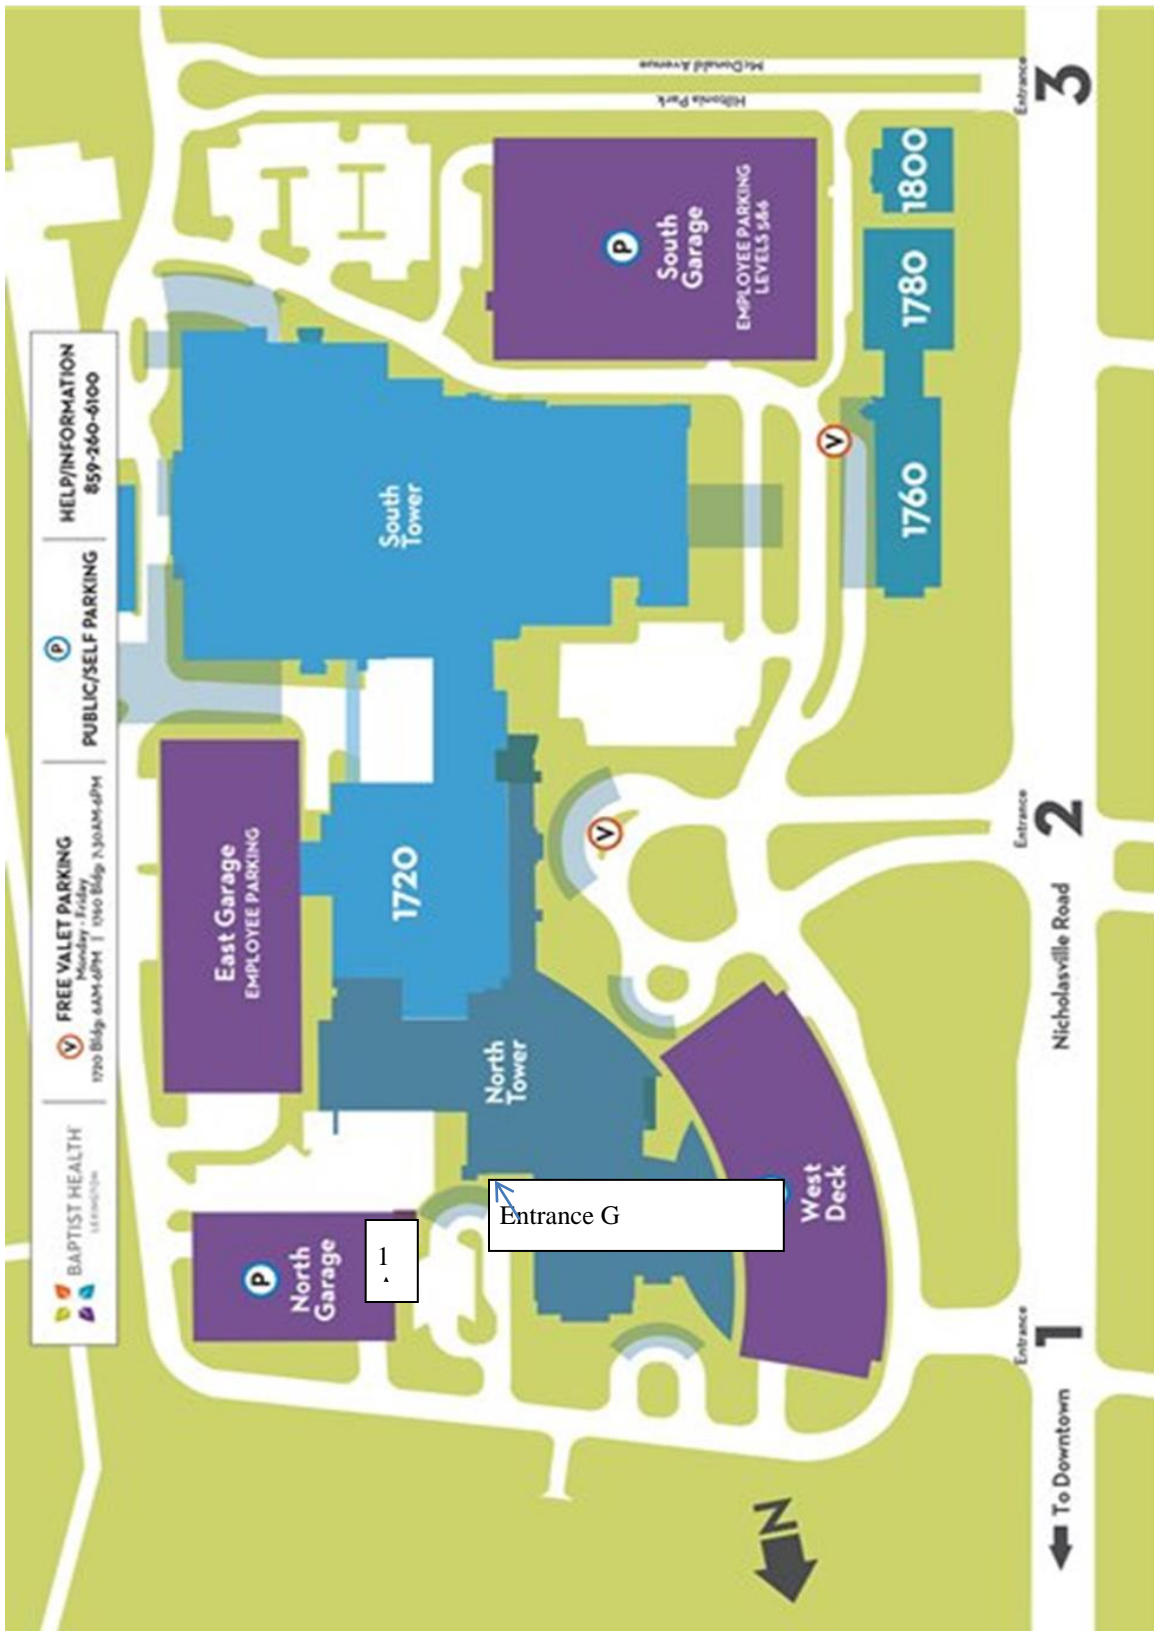 McDonald Avenue
Hiltonia Park
Entrance
3
1800
1780
1760
P
South
Garage
EMPLOYEE PARKING
LEVELS 5&6
V
South
Tower
HELP/INFORMATION
859-260-6100
P
PUBLIC/SELF PARKING
V FREE VALET PARKING
Monday - Friday
1720 Bldg: 6AM-6PM | 1760 Bldg: 7:30AM-6PM
BAPTIST HEALTH
LEXINGTON
East Garage
EMPLOYEE PARKING
1720
V
Entrance
2
Nicholasville Road
North
Tower
West
Deck
Entrance G
1
P
North
Garage
Entrance
1
To Downtown
N